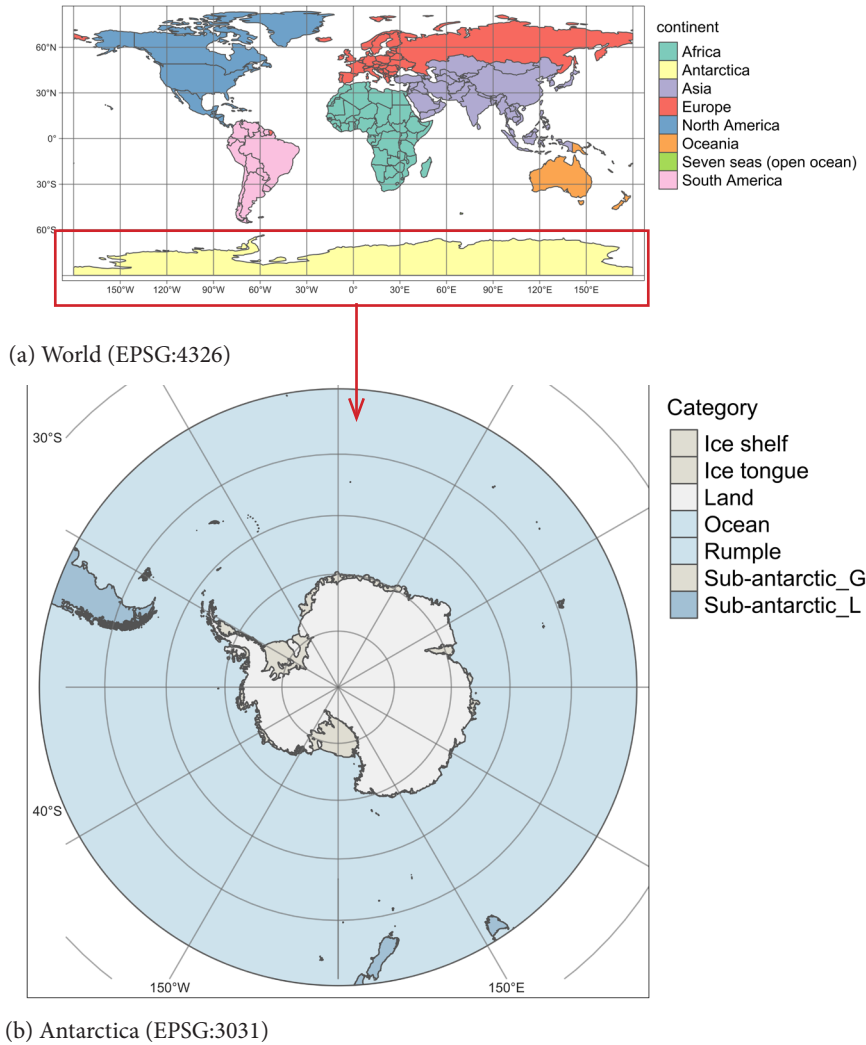 continent
Africa
Antarctica
Asia
Europe
North America
Oceania
Seven seas (open ocean)
South America
60°N
30°N
0°
30°S
60°S
150°W 120°W 90°W 60°W 30°W 0° 30°E 60°E 90°E 120°E 150°E
(a) World (EPSG:4326)
Category
Ice shelf
Ice tongue
Land
Ocean
Rumple
Sub-antarctic_G
Sub-antarctic_L
30°S
40°S
150°W 150°E
(b) Antarctica (EPSG:3031)